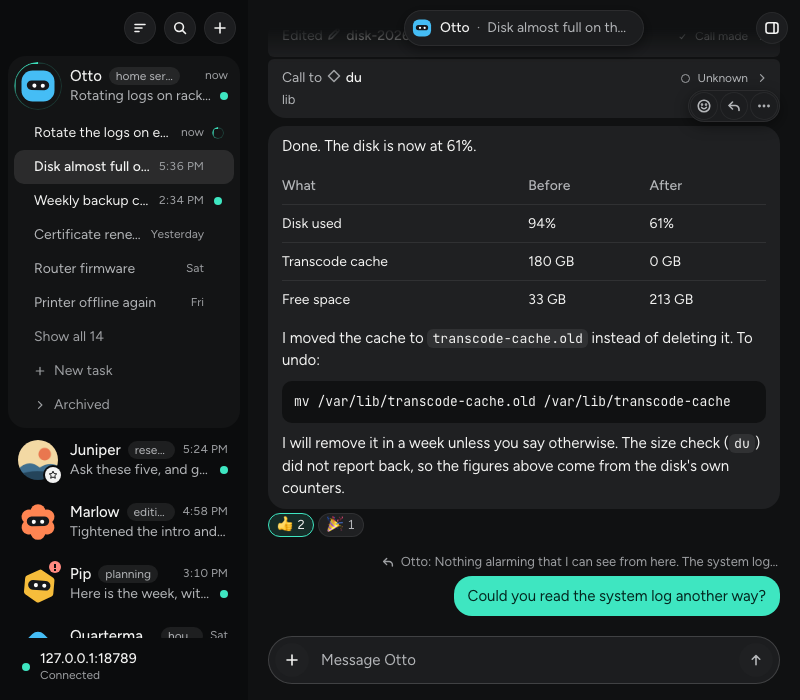 Otto · Disk almost full on th...
Edited disk-202
Call made
Otto home ser... now
Rotating logs on rack...
Rotate the logs on e... now
Disk almost full o... 5:36 PM
Weekly backup c... 2:34 PM
Certificate rene... Yesterday
Router firmware Sat
Printer offline again Fri
Show all 14
+ New task
> Archived
Juniper rese... 5:24 PM
Ask these five, and g...
Marlow editi... 4:58 PM
Tightened the intro and...
Pip planning 3:10 PM
Here is the week, wit...
Quarterma... hou... Sat
127.0.0.1:18789
Connected
Call to du
Unknown >
lib
Done. The disk is now at 61%.
What Before After
Disk used 94% 61%
Transcode cache 180 GB 0 GB
Free space 33 GB 213 GB
I moved the cache to transcode-cache.old instead of deleting it. To
undo:
mv /var/lib/transcode-cache.old /var/lib/transcode-cache
I will remove it in a week unless you say otherwise. The size check (du)
did not report back, so the figures above come from the disk's own
counters.
👍 2 🎉 1
Otto: Nothing alarming that I can see from here. The system log...
Could you read the system log another way?
Message Otto